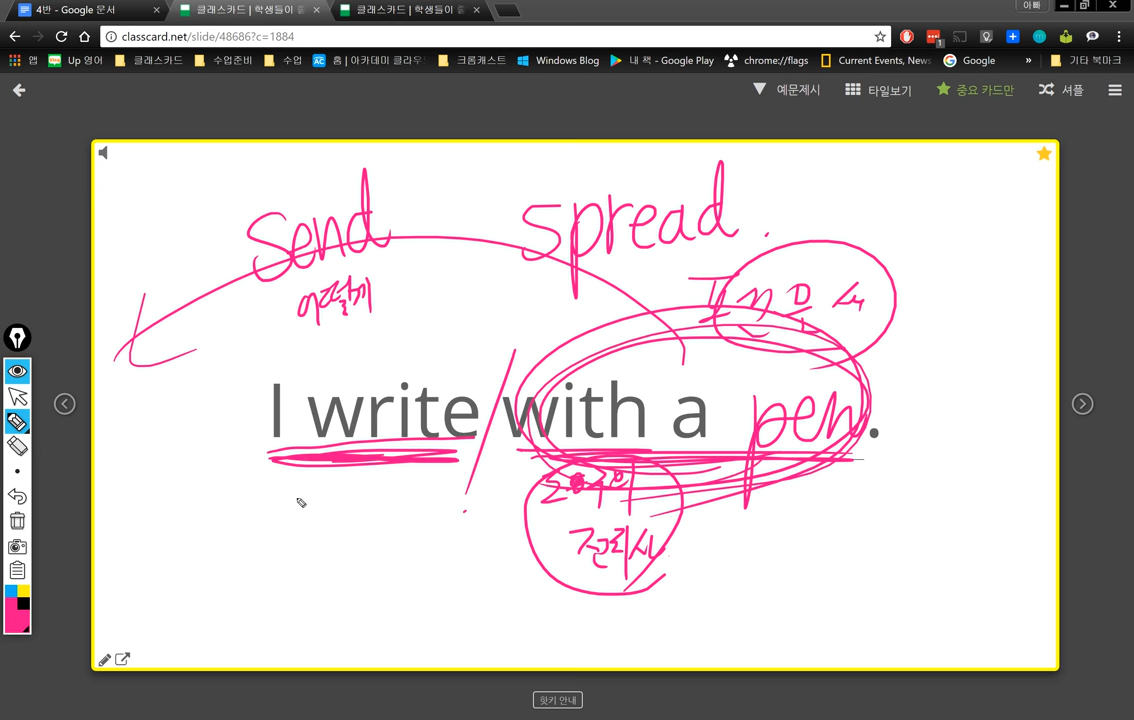 4반 - Google 문서
클래스카드 | 학생들이 
클래스카드 | 학생들이 
아빠
classcard.net/slide/48686?c=1884
1
앱 Up 영어 클래스카드 수업준비 수업 홈 | 아카데미 클라우 크롬캐스트 Windows Blog 내 책 - Google Play chrome://flags Current Events, News Google » 기타 북마크
예문제시 타일보기 중요 카드만 셔플
send spread.
어떻게
I write / with a pen.
전치사
핫키 안내